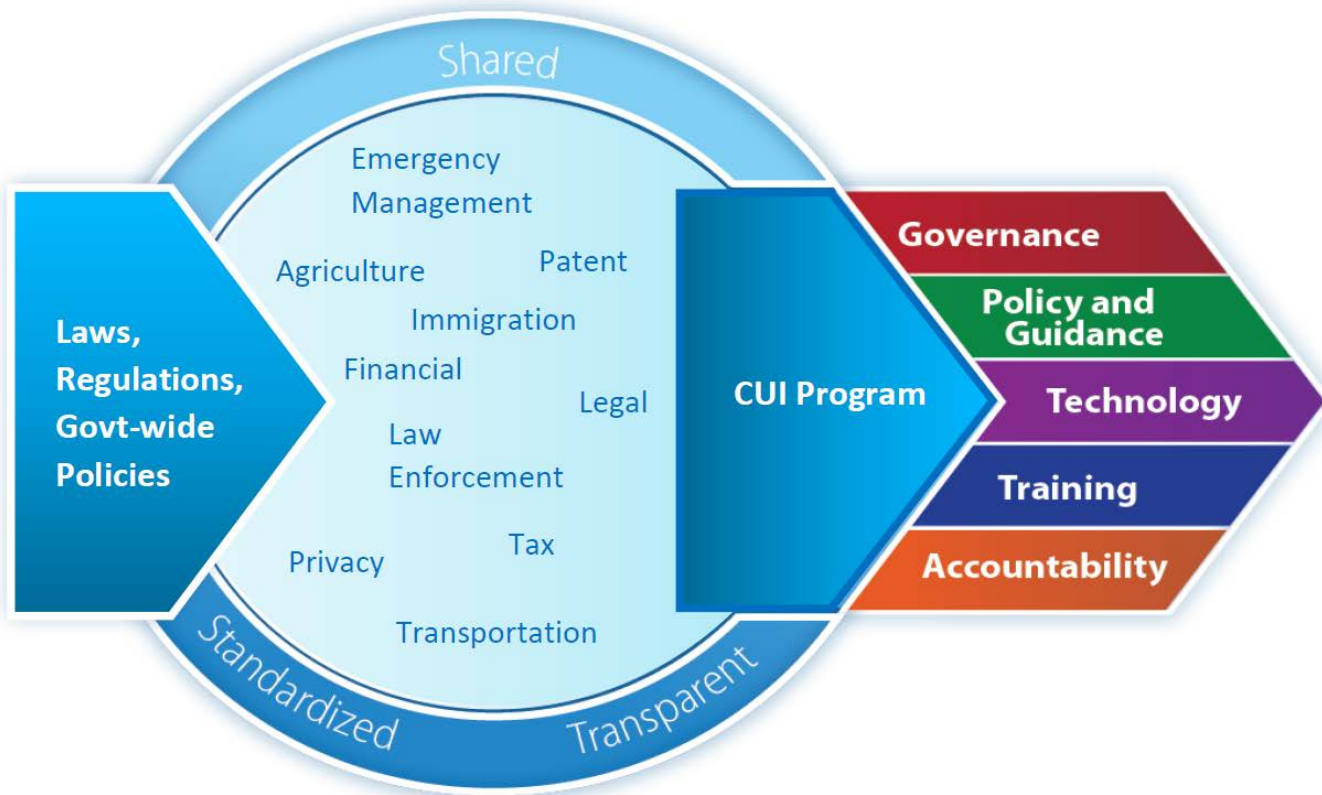 Shared
Emergency
Management
Agriculture
Patent
Immigration
Financial
Legal
Law
Enforcement
Privacy
Tax
Transportation
Standardized
Transparent
Laws,
Regulations,
Govt-wide
Policies
CUI Program
Governance
Policy and
Guidance
Technology
Training
Accountability